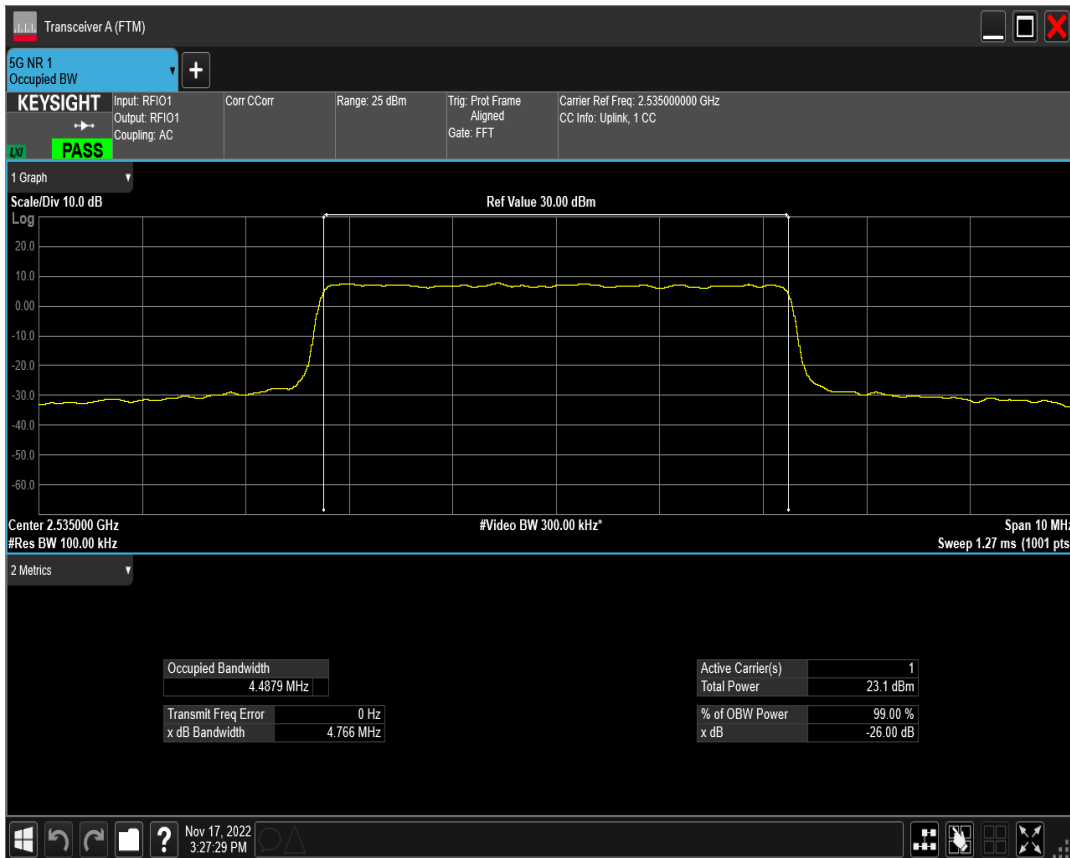 Transceiver A (FTM)
5G NR 1
Occupied BW
+
KEYSIGHT
LXI
PASS
Input: RFIO1
Output: RFIO1
Coupling: AC
Corr CCorr
Range: 25 dBm
Trig: Prot Frame
Aligned
Gate: FFT
Carrier Ref Freq: 2.535000000 GHz
CC Info: Uplink, 1 CC
1 Graph
Scale/Div 10.0 dB
Ref Value 30.00 dBm
Log
20.0
10.0
0.00
-10.0
-20.0
-30.0
-40.0
-50.0
-60.0
Center 2.535000 GHz
#Video BW 300.00 kHz*
Span 10 MHz
#Res BW 100.00 kHz
Sweep 1.27 ms (1001 pts
2 Metrics
Occupied Bandwidth
4.4879 MHz
Transmit Freq Error 0 Hz
x dB Bandwidth 4.766 MHz
Active Carrier(s) 1
Total Power 23.1 dBm
% of OBW Power 99.00 %
x dB -26.00 dB
?
Nov 17, 2022
3:27:29 PM